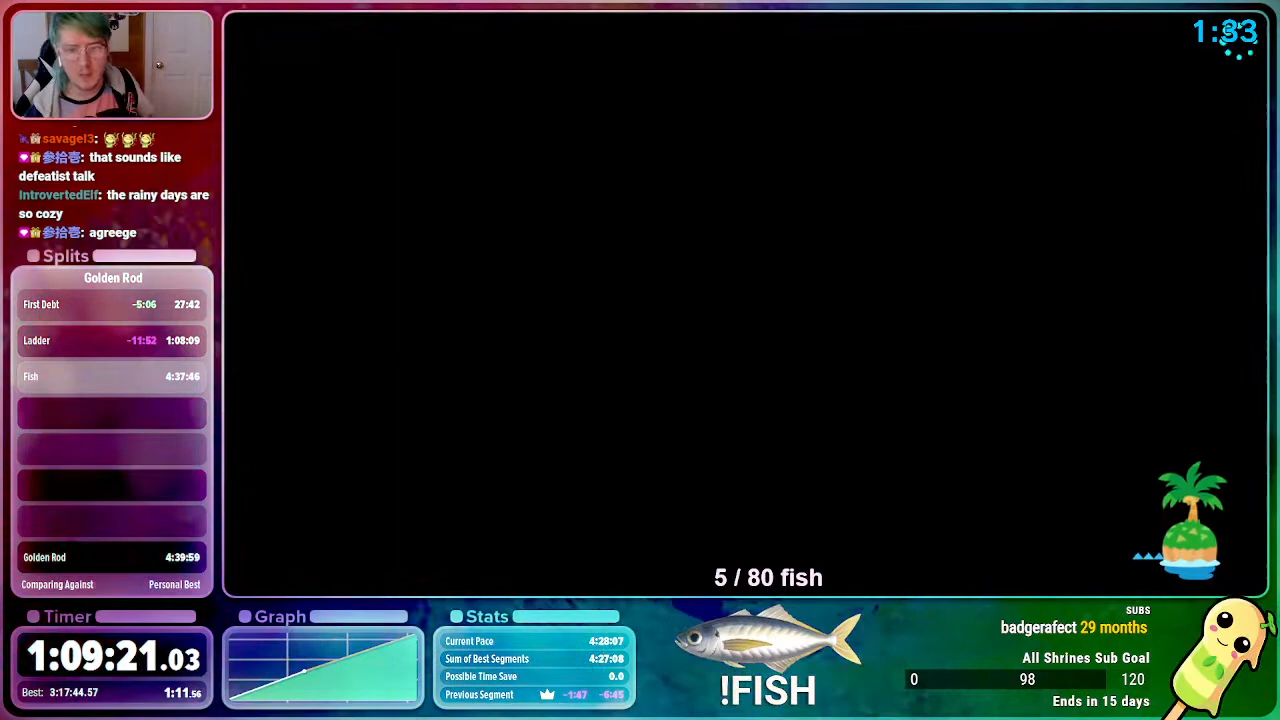 1:33
savagel3:
参拾壱: that sounds like
defeatist talk
IntrovertedElf: the rainy days are
so cozy
参拾壱: agreege
Splits
Golden Rod
First Debt -5:06 27:42
Ladder -11:52 1:08:09
Fish 4:37:46
Golden Rod 4:39:59
Comparing Against Personal Best
Timer
1:09:21.03
Best: 3:17:44.57 1:11.56
Graph
Stats
Current Pace 4:28:07
Sum of Best Segments 4:27:08
Possible Time Save 0.0
Previous Segment -1:47 -6:45
5 / 80 fish
!FISH
SUBS
badgerafect 29 months
All Shrines Sub Goal
0 98 120
Ends in 15 days